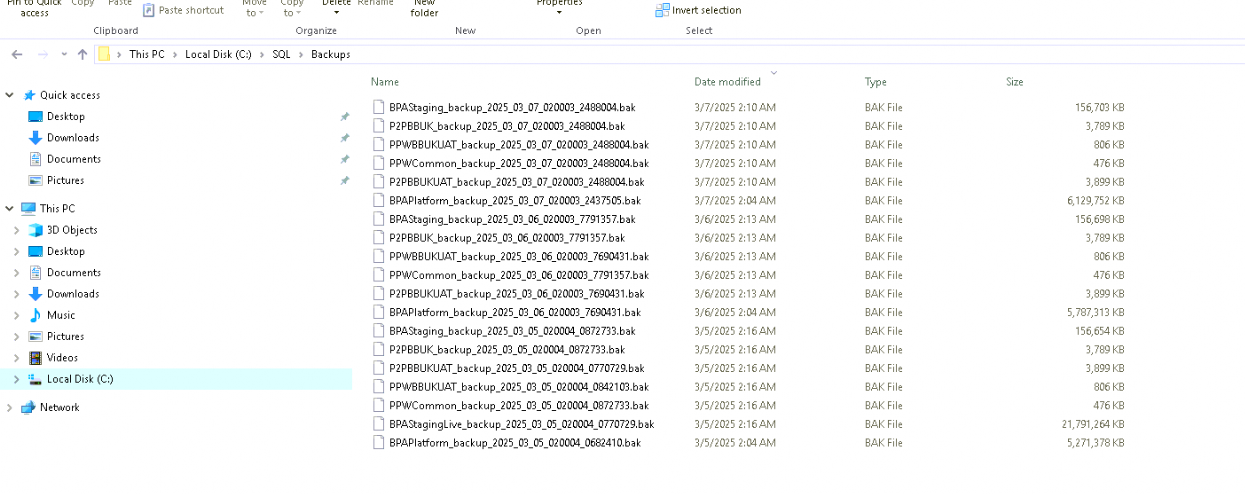 Pin to Quick access
Copy
Paste
Paste shortcut
Move to
Copy to
Delete
Rename
New folder
Properties
Open
Invert selection
Clipboard
Organize
New
Open
Select
This PC > Local Disk (C:) > SQL > Backups
Name Date modified Type Size
Quick access
Desktop
Downloads
Documents
Pictures
This PC
3D Objects
Desktop
Documents
Downloads
Music
Pictures
Videos
Local Disk (C:)
Network
BPAStaging_backup_2025_03_07_020003_2488004.bak 3/7/2025 2:10 AM BAK File 156,703 KB
P2PBBUK_backup_2025_03_07_020003_2488004.bak 3/7/2025 2:10 AM BAK File 3,789 KB
PPWBBUKUAT_backup_2025_03_07_020003_2488004.bak 3/7/2025 2:10 AM BAK File 806 KB
PPWCommon_backup_2025_03_07_020003_2488004.bak 3/7/2025 2:10 AM BAK File 476 KB
P2PBBUKUAT_backup_2025_03_07_020003_2488004.bak 3/7/2025 2:10 AM BAK File 3,899 KB
BPAPlatform_backup_2025_03_07_020003_2437505.bak 3/7/2025 2:04 AM BAK File 6,129,752 KB
BPAStaging_backup_2025_03_06_020003_7791357.bak 3/6/2025 2:13 AM BAK File 156,698 KB
P2PBBUK_backup_2025_03_06_020003_7791357.bak 3/6/2025 2:13 AM BAK File 3,789 KB
PPWBBUKUAT_backup_2025_03_06_020003_7690431.bak 3/6/2025 2:13 AM BAK File 806 KB
PPWCommon_backup_2025_03_06_020003_7791357.bak 3/6/2025 2:13 AM BAK File 476 KB
P2PBBUKUAT_backup_2025_03_06_020003_7690431.bak 3/6/2025 2:13 AM BAK File 3,899 KB
BPAPlatform_backup_2025_03_06_020003_7690431.bak 3/6/2025 2:04 AM BAK File 5,787,313 KB
BPAStaging_backup_2025_03_05_020004_0872733.bak 3/5/2025 2:16 AM BAK File 156,654 KB
P2PBBUK_backup_2025_03_05_020004_0872733.bak 3/5/2025 2:16 AM BAK File 3,789 KB
P2PBBUKUAT_backup_2025_03_05_020004_0770729.bak 3/5/2025 2:16 AM BAK File 3,899 KB
PPWBBUKUAT_backup_2025_03_05_020004_0842103.bak 3/5/2025 2:16 AM BAK File 806 KB
PPWCommon_backup_2025_03_05_020004_0872733.bak 3/5/2025 2:16 AM BAK File 476 KB
BPAStagingLive_backup_2025_03_05_020004_0770729.bak 3/5/2025 2:16 AM BAK File 21,791,264 KB
BPAPlatform_backup_2025_03_05_020004_0682410.bak 3/5/2025 2:04 AM BAK File 5,271,378 KB